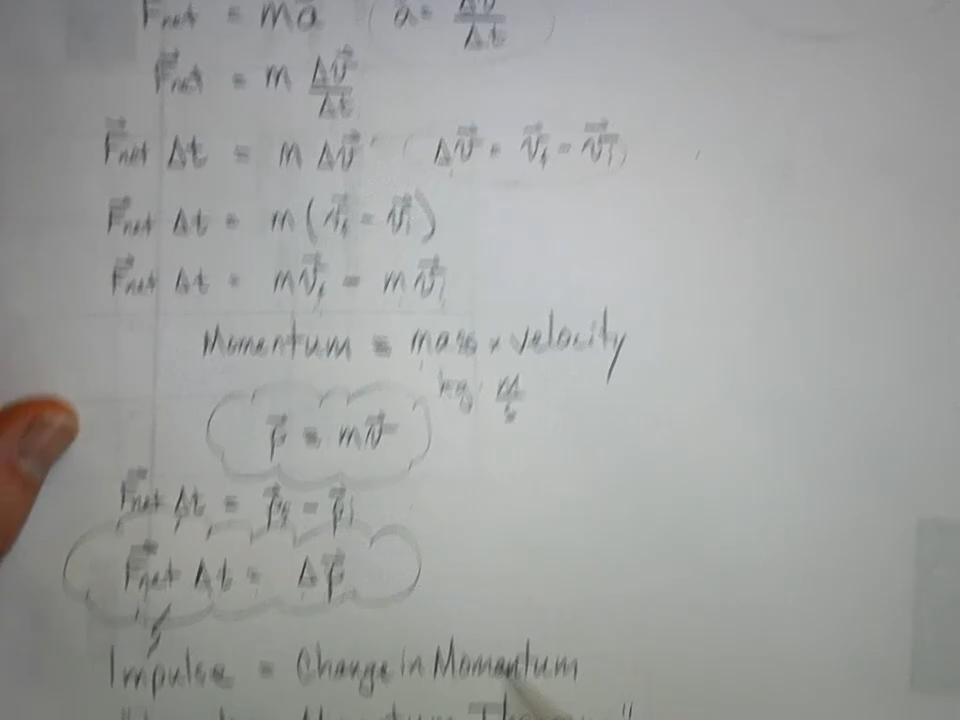 F⃗net = ma⃗ (a⃗ = Δv⃗/Δt)
F⃗net = m Δv⃗/Δt
F⃗net Δt = m Δv⃗ (Δv⃗ = v⃗f - v⃗i)
F⃗net Δt = m(v⃗f - v⃗i)
F⃗net Δt = mv⃗f - mv⃗i
Momentum = mass × velocity
kg · m/s
p⃗ = mv⃗
F⃗net Δt = p⃗f - p⃗i
F⃗net Δt = Δp⃗
Impulse = Change in Momentum